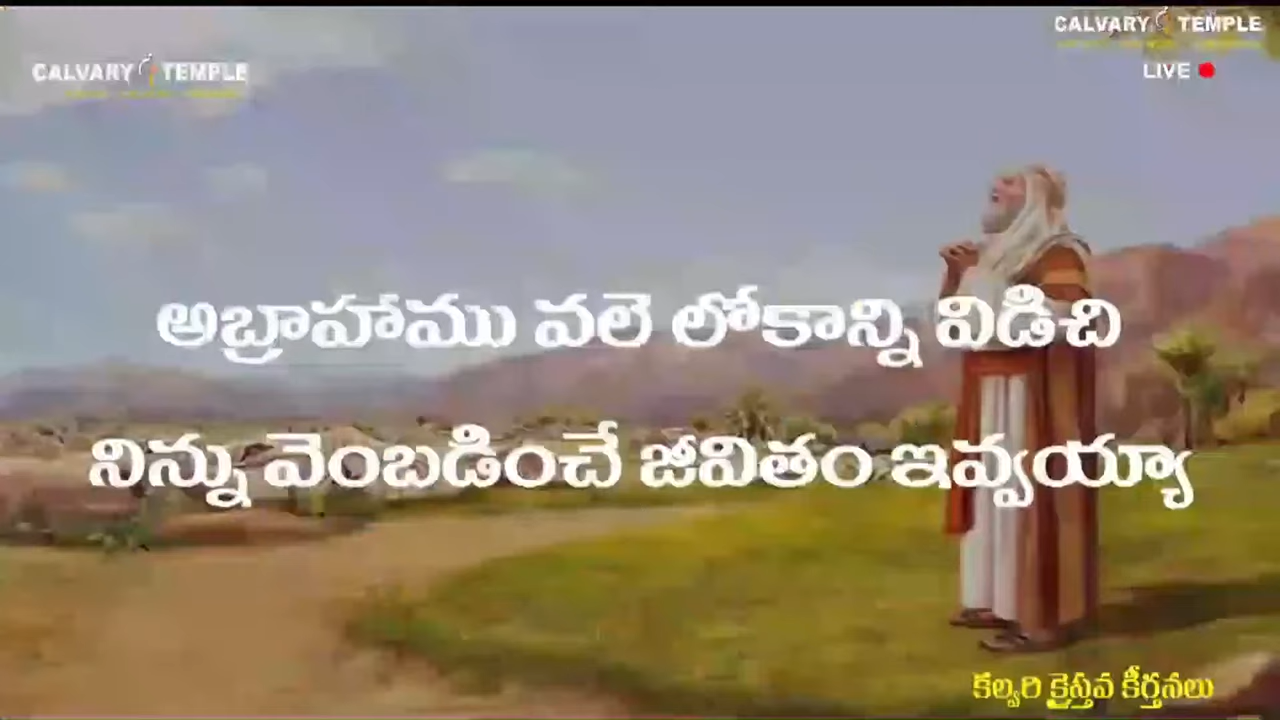 CALVARY TEMPLE
LIVE
CALVARY TEMPLE
అబ్రాహాము వలె లోకాన్ని విడిచి
నిన్ను వెంబడించే జీవితం ఇవ్వయ్యా
కల్వరి క్రైస్తవ కీర్తనలు